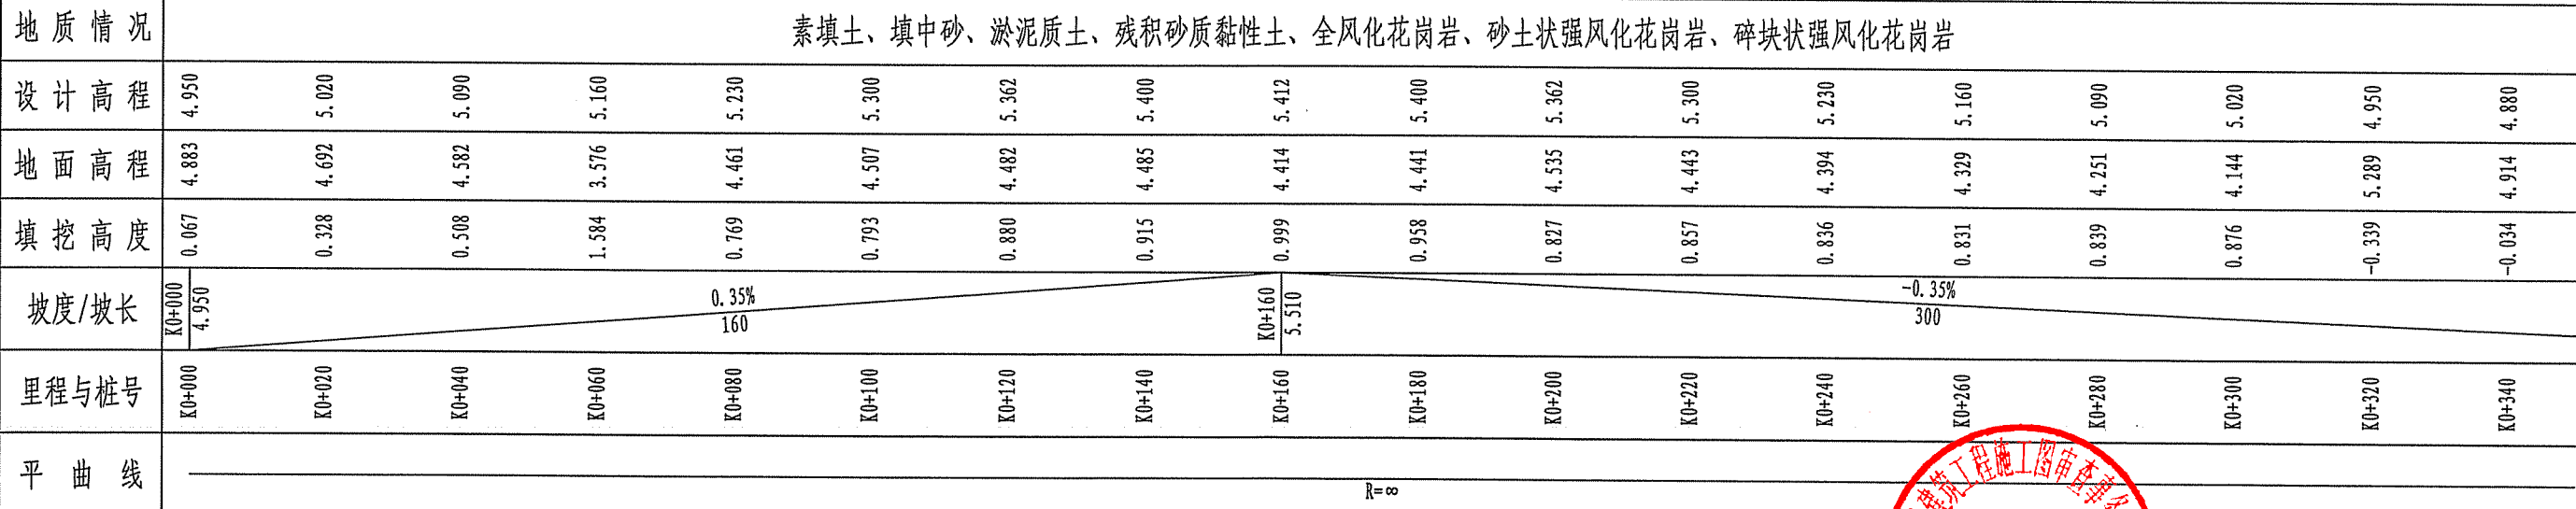 地质情况 素填土、填中砂、淤泥质土、残积砂质黏性土、全风化花岗岩、砂土状强风化花岗岩、碎块状强风化花岗岩
设计高程 4.950 5.020 5.090 5.160 5.230 5.300 5.362 5.400 5.412 5.400 5.362 5.300 5.230 5.160 5.090 5.020 4.950 4.880
地面高程 4.883 4.692 4.582 3.576 4.461 4.507 4.482 4.485 4.414 4.441 4.535 4.443 4.394 4.329 4.251 4.144 5.289 4.914
填挖高度 0.067 0.328 0.508 1.584 0.769 0.793 0.880 0.915 0.999 0.958 0.827 0.857 0.836 0.831 0.839 0.876 -0.339 -0.034
坡度/坡长 K0+000 4.950 0.35% 160 K0+160 5.510 -0.35% 300
里程与桩号 K0+000 K0+020 K0+040 K0+060 K0+080 K0+100 K0+120 K0+140 K0+160 K0+180 K0+200 K0+220 K0+240 K0+260 K0+280 K0+300 K0+320 K0+340
平曲线 R=∞
建筑工程施工图审查